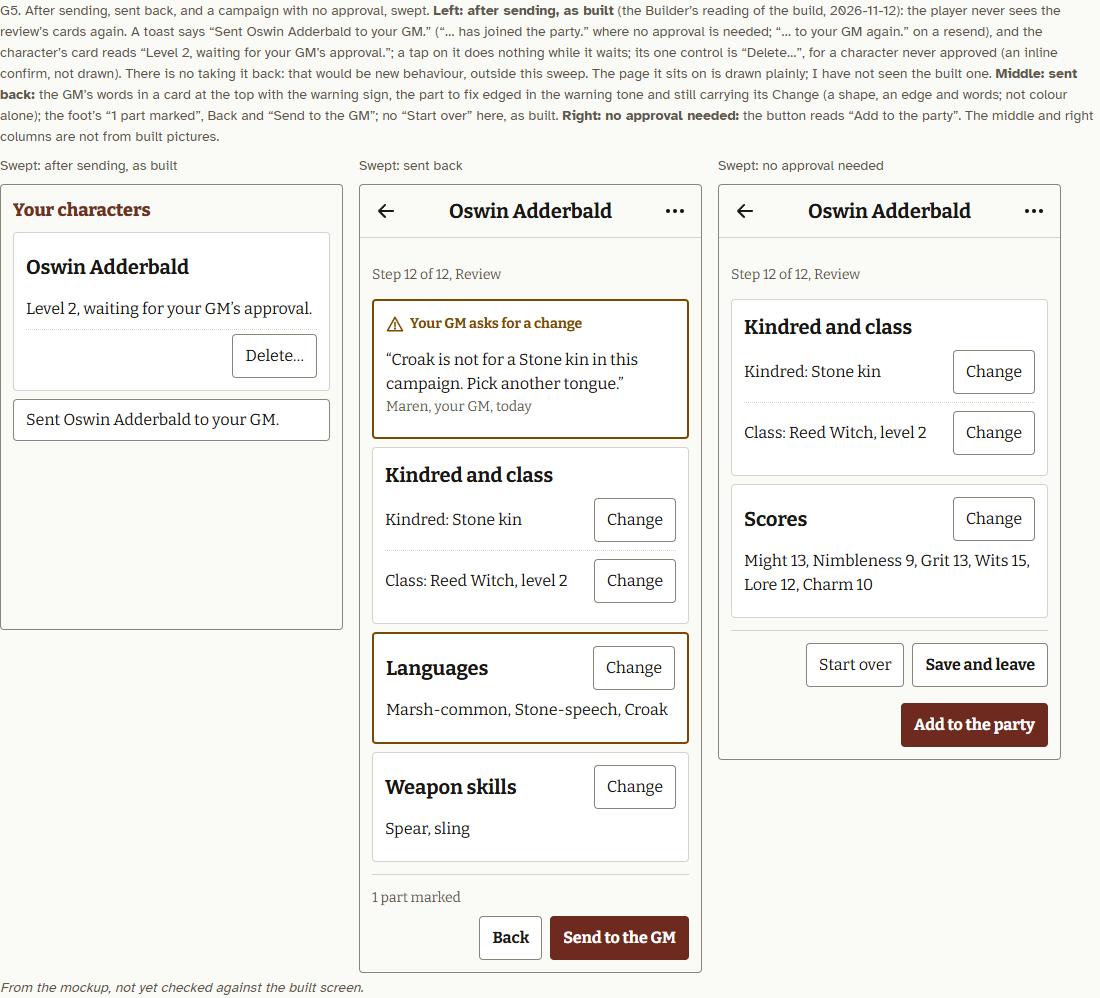 G5. After sending, sent back, and a campaign with no approval, swept. Left: after sending, as built (the Builder’s reading of the build, 2026-11-12): the player never sees the
review’s cards again. A toast says “Sent Oswin Adderbald to your GM.” (“… has joined the party.” where no approval is needed; “… to your GM again.” on a resend), and the
character’s card reads “Level 2, waiting for your GM’s approval.”; a tap on it does nothing while it waits; its one control is “Delete…”, for a character never approved (an inline
confirm, not drawn). There is no taking it back: that would be new behaviour, outside this sweep. The page it sits on is drawn plainly; I have not seen the built one. Middle: sent
back: the GM’s words in a card at the top with the warning sign, the part to fix edged in the warning tone and still carrying its Change (a shape, an edge and words; not colour
alone); the foot’s “1 part marked”, Back and “Send to the GM”; no “Start over” here, as built. Right: no approval needed: the button reads “Add to the party”. The middle and right
columns are not from built pictures.
Swept: after sending, as built
Your characters
Oswin Adderbald
Level 2, waiting for your GM’s approval.
Delete…
Sent Oswin Adderbald to your GM.
Swept: sent back
Oswin Adderbald
Step 12 of 12, Review
Your GM asks for a change
“Croak is not for a Stone kin in this
campaign. Pick another tongue.”
Maren, your GM, today
Kindred and class
Kindred: Stone kin
Change
Class: Reed Witch, level 2
Change
Languages
Change
Marsh-common, Stone-speech, Croak
Weapon skills
Change
Spear, sling
1 part marked
Back
Send to the GM
Swept: no approval needed
Oswin Adderbald
Step 12 of 12, Review
Kindred and class
Kindred: Stone kin
Change
Class: Reed Witch, level 2
Change
Scores
Change
Might 13, Nimbleness 9, Grit 13, Wits 15,
Lore 12, Charm 10
Start over
Save and leave
Add to the party
From the mockup, not yet checked against the built screen.